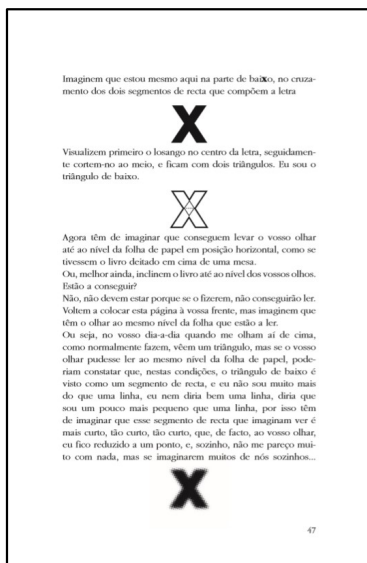 Imaginem que estou mesmo aqui na parte de baixo, no cruza-
mento dos dois segmentos de recta que compõem a letra
X
Visualizem primeiro o losango no centro da letra, seguidamen-
te cortem-no ao meio, e ficam com dois triângulos. Eu sou o
triângulo de baixo.
X
Agora têm de imaginar que conseguem levar o vosso olhar
até ao nível da folha de papel em posição horizontal, como se
tivessem o livro deitado em cima de uma mesa.
Ou, melhor ainda, inclinem o livro até ao nível dos vossos olhos.
Estão a conseguir?
Não, não devem estar porque se o fizerem, não conseguirão ler.
Voltem a colocar esta página à vossa frente, mas imaginem que
têm o olhar ao mesmo nível da folha que estão a ler.
Ou seja, no vosso dia-a-dia quando me olham aí de cima,
como normalmente fazem, vêem um triângulo, mas se o vosso
olhar pudesse ler ao mesmo nível da folha de papel, pode-
riam constatar que, nestas condições, o triângulo de baixo é
visto como um segmento de recta, e eu não sou muito mais
do que uma linha, eu nem diria bem uma linha, diria que
sou um pouco mais pequeno que uma linha, por isso têm
de imaginar que esse segmento de recta que imaginam ver é
mais curto, tão curto, tão curto, que, de facto, ao vosso olhar,
eu fico reduzido a um ponto, e, sozinho, não me pareço mui-
to com nada, mas se imaginarem muitos de nós sozinhos...
X
47